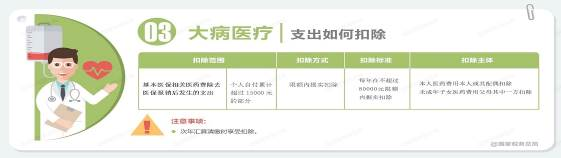 03 大病医疗 支出如何扣除
扣除范围 扣除方式 扣除标准 扣除主体
基本医保相关医药费除去
医保报销后发生的支出
个人自付累计
超过15000元
的部分
限额内据实扣除
每年在不超过
80000元限额
内据实扣除
本人医药费用本人或其配偶扣除
未成年子女医药费用父母其中一方扣除
注意事项:
次年汇算清缴时享受扣除。
@国家税务总局